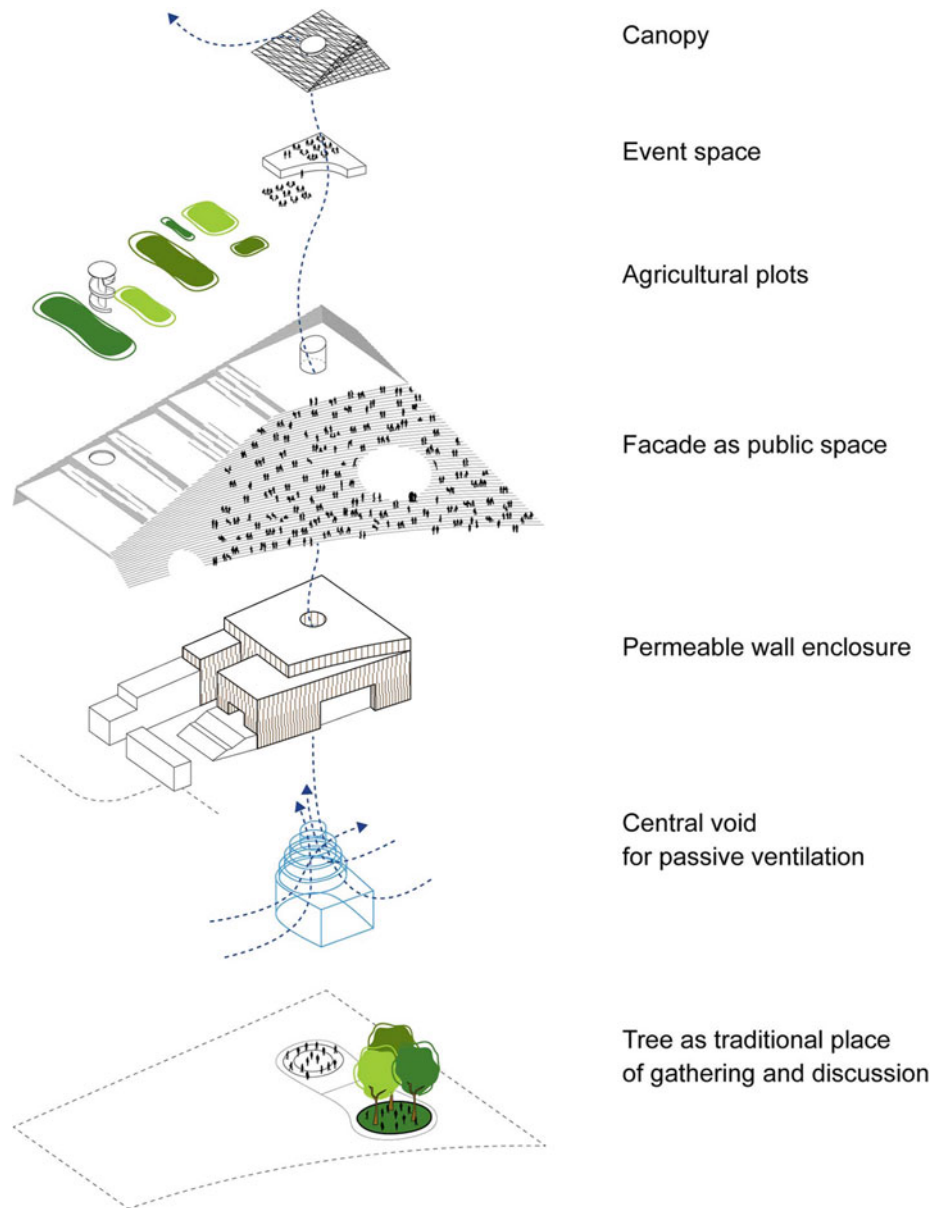 Canopy
Event space
Agricultural plots
Facade as public space
Permeable wall enclosure
Central void
for passive ventilation
Tree as traditional place
of gathering and discussion